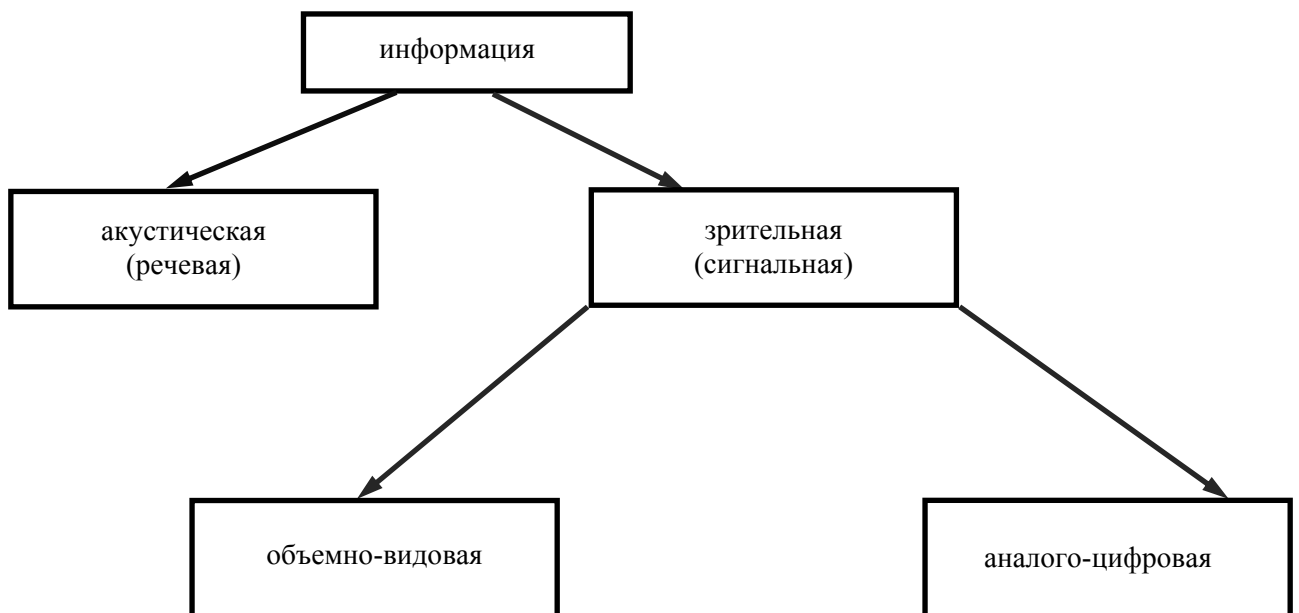 информация
акустическая
(речевая)
зрительная
(сигнальная)
объемно-видовая
аналого-цифровая